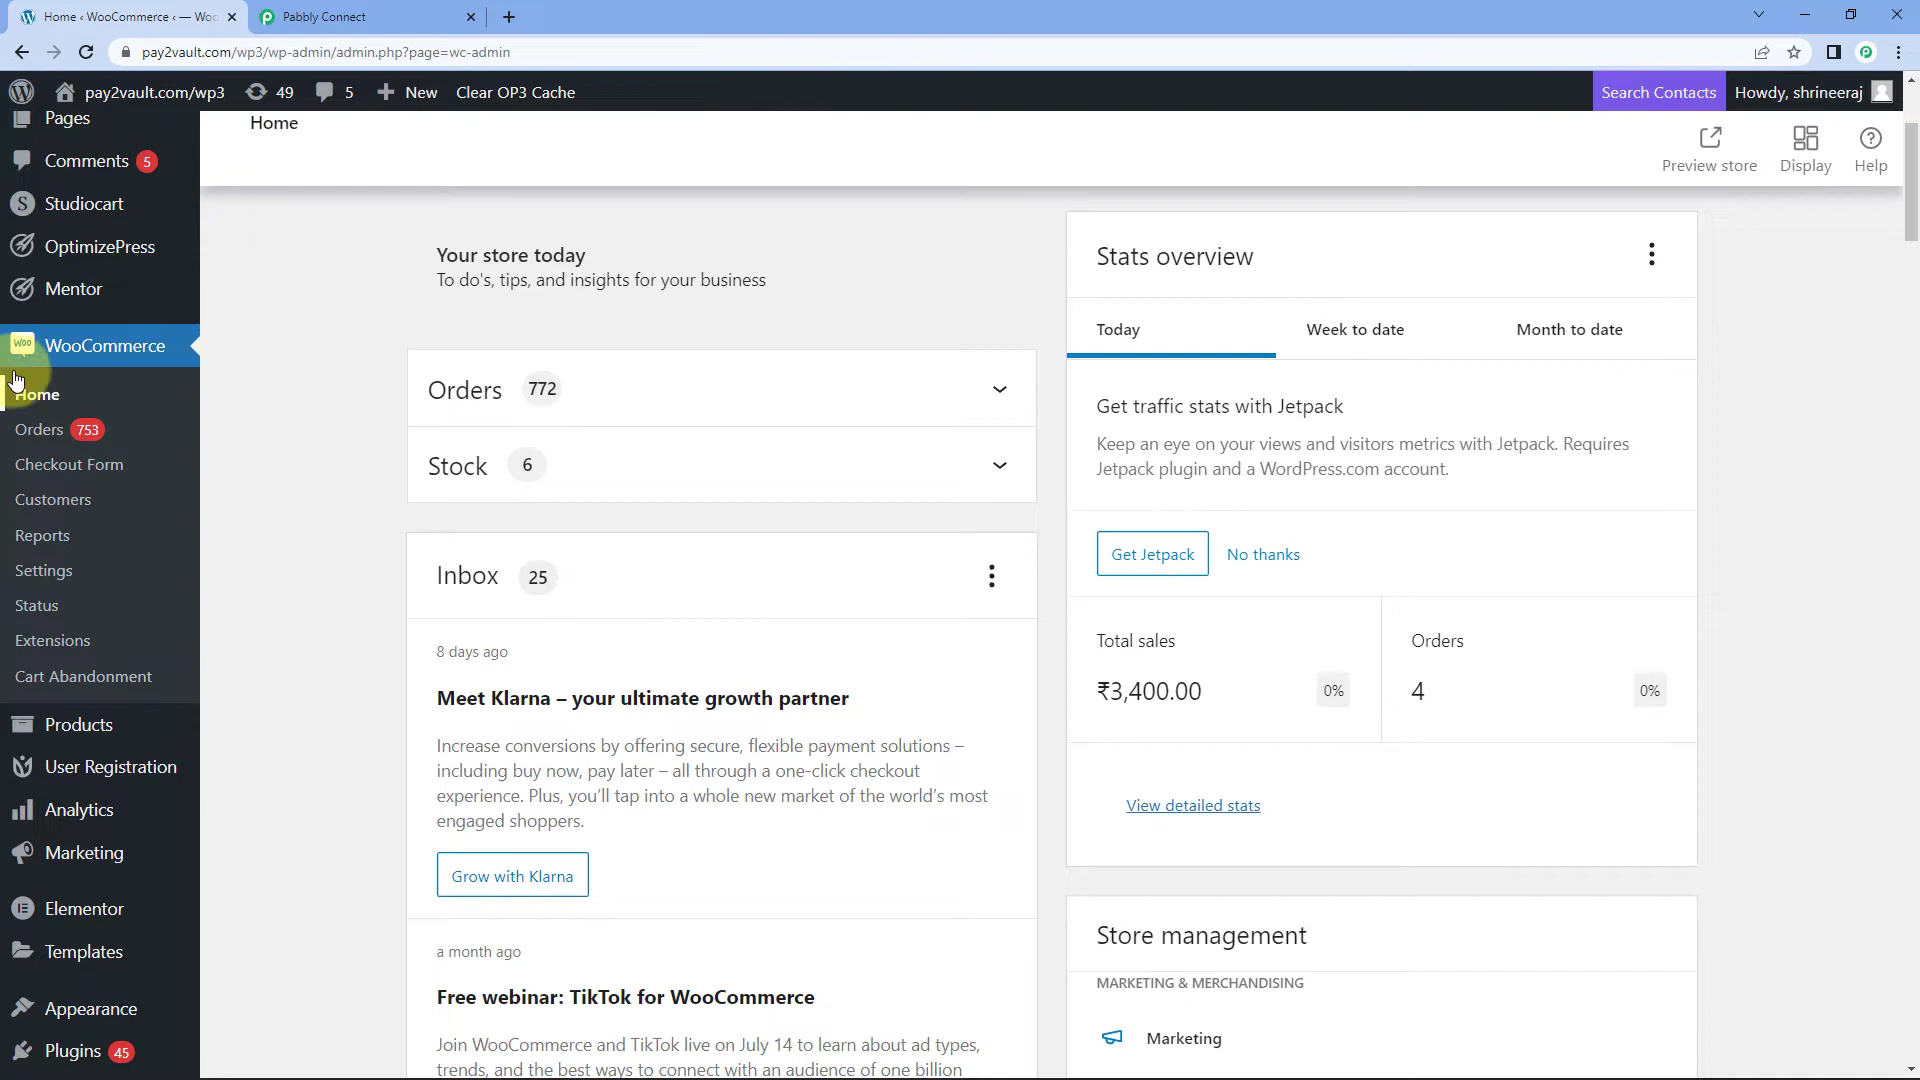 Home ‹ WooCommerce ‹ — Woo
Pabbly Connect
pay2vault.com/wp3/wp-admin/admin.php?page=wc-admin
pay2vault.com/wp3
49
5
New
Clear OP3 Cache
Search Contacts
Howdy, shrineeraj
Pages
Comments 5
Studiocart
OptimizePress
Mentor
WooCommerce
Home
Orders 753
Checkout Form
Customers
Reports
Settings
Status
Extensions
Cart Abandonment
Products
User Registration
Analytics
Marketing
Elementor
Templates
Appearance
Plugins 45
Home
Preview store
Display
Help
Your store today
To do's, tips, and insights for your business
Orders 772
Stock 6
Inbox 25
8 days ago
Meet Klarna – your ultimate growth partner
Increase conversions by offering secure, flexible payment solutions –
including buy now, pay later – all through a one-click checkout
experience. Plus, you’ll tap into a whole new market of the world’s most
engaged shoppers.
Grow with Klarna
a month ago
Free webinar: TikTok for WooCommerce
Join WooCommerce and TikTok live on July 14 to learn about ad types,
trends, and the best ways to connect with an audience of one billion
Stats overview
Today
Week to date
Month to date
Get traffic stats with Jetpack
Keep an eye on your views and visitors metrics with Jetpack. Requires
Jetpack plugin and a WordPress.com account.
Get Jetpack
No thanks
Total sales
₹3,400.00
0%
Orders
4
0%
View detailed stats
Store management
MARKETING & MERCHANDISING
Marketing